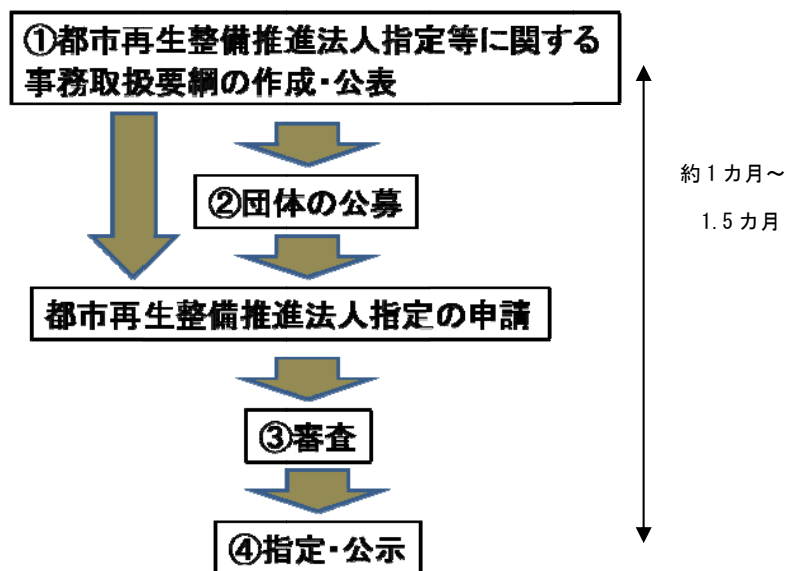 ①都市再生整備推進法人指定等に関する
事務取扱要綱の作成・公表
約1カ月～
1.5カ月
②団体の公募
都市再生整備推進法人指定の申請
③審査
④指定・公示